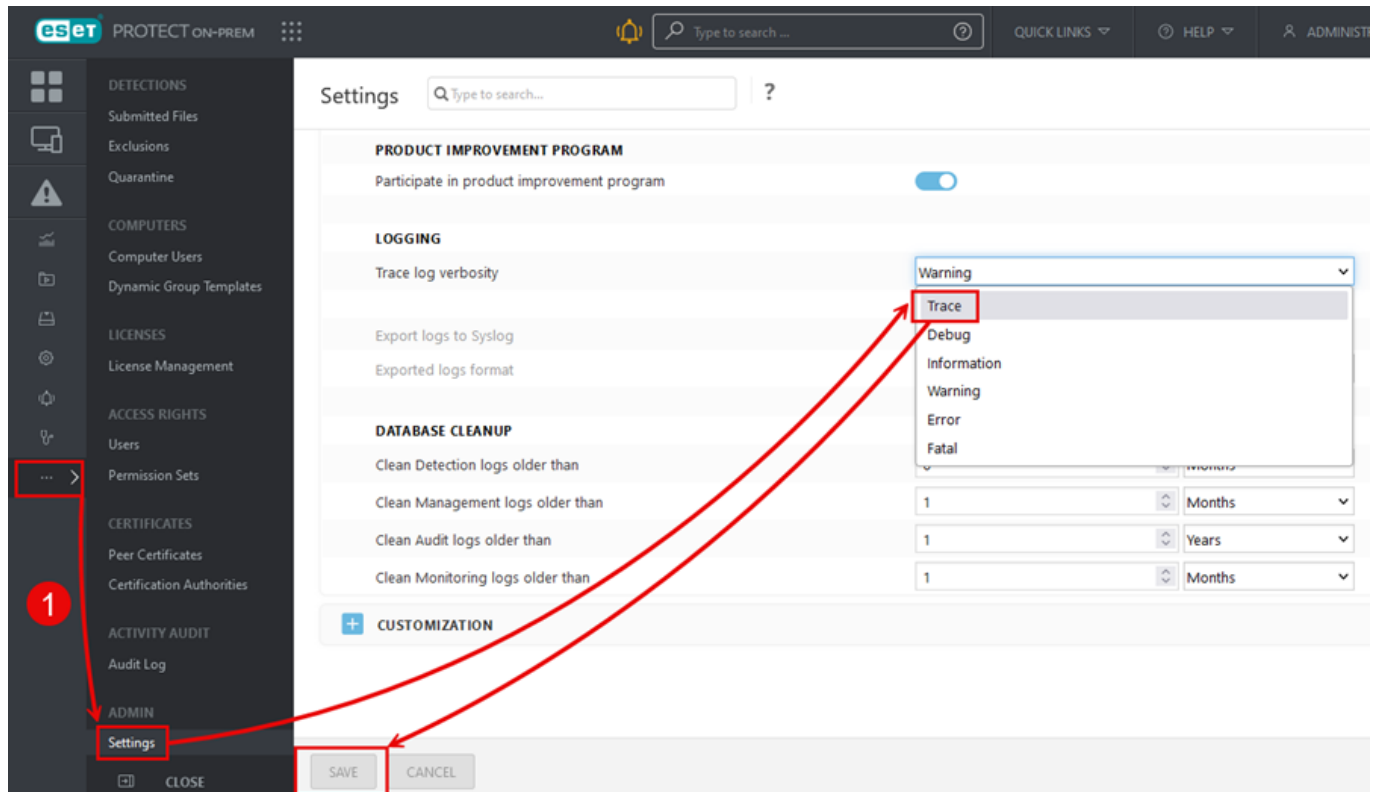 eset PROTECT ON-PREM
Type to search ...
QUICK LINKS
HELP
DETECTIONS
Submitted Files
Exclusions
Quarantine
COMPUTERS
Computer Users
Dynamic Group Templates
LICENSES
License Management
ACCESS RIGHTS
Users
Permission Sets
CERTIFICATES
Peer Certificates
Certification Authorities
ACTIVITY AUDIT
Audit Log
ADMIN
Settings
CLOSE
1
Settings
Type to search...
?
PRODUCT IMPROVEMENT PROGRAM
Participate in product improvement program
LOGGING
Trace log verbosity
Warning
Trace
Debug
Information
Warning
Error
Fatal
Export logs to Syslog
Exported logs format
DATABASE CLEANUP
Clean Detection logs older than
Months
Clean Management logs older than 1 Months
Clean Audit logs older than 1 Years
Clean Monitoring logs older than 1 Months
CUSTOMIZATION
SAVE CANCEL